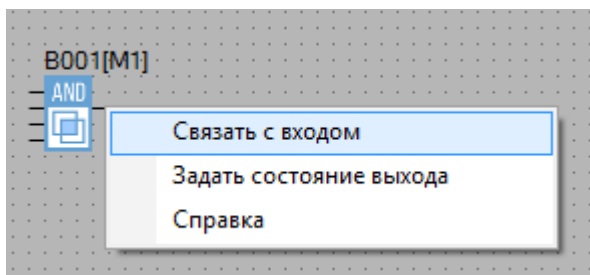 B001[M1]
AND
Связать с входом
Задать состояние выхода
Справка